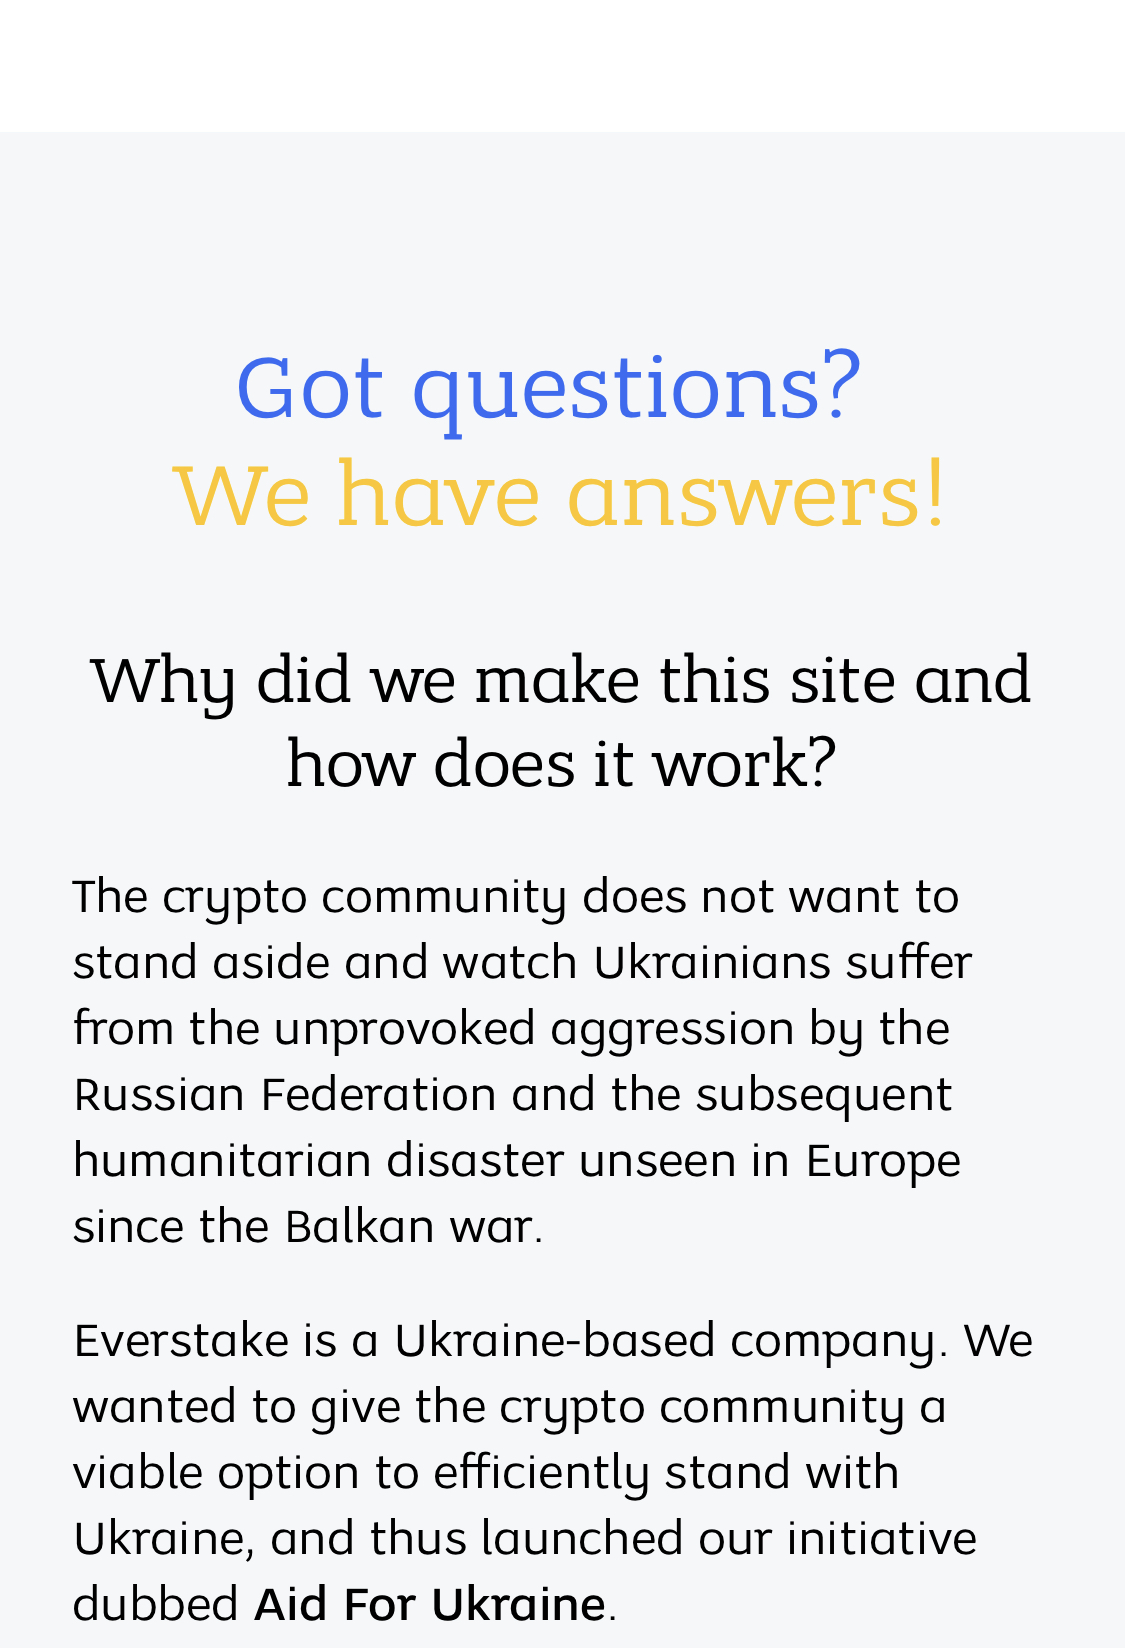 Got questions?
We have answers!
Why did we make this site and
how does it work?
The crypto community does not want to
stand aside and watch Ukrainians suffer
from the unprovoked aggression by the
Russian Federation and the subsequent
humanitarian disaster unseen in Europe
since the Balkan war.
Everstake is a Ukraine-based company. We
wanted to give the crypto community a
viable option to efficiently stand with
Ukraine, and thus launched our initiative
dubbed Aid For Ukraine.